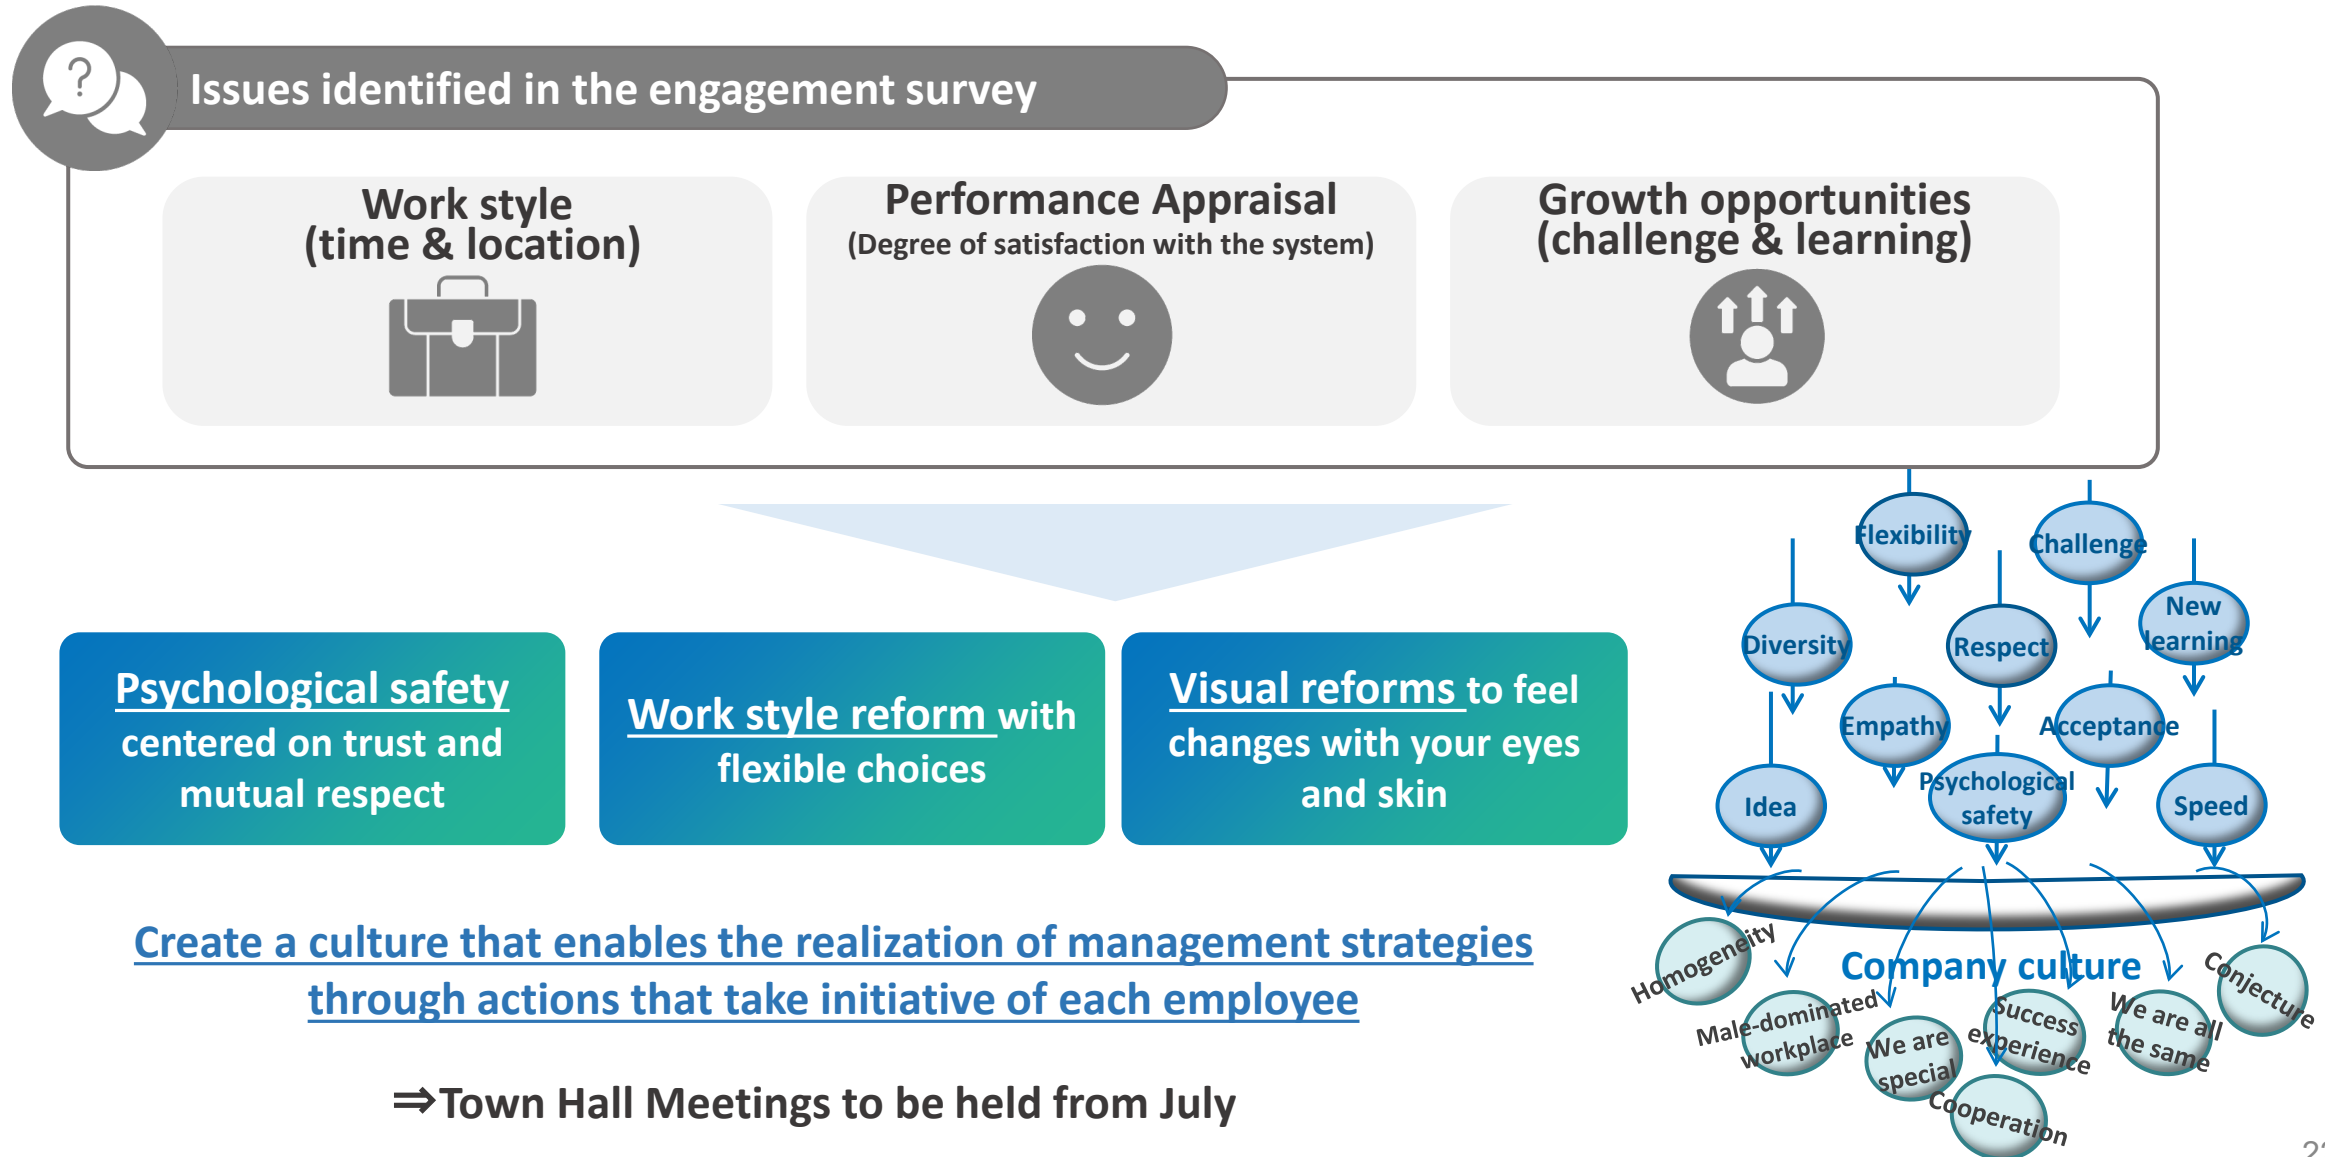 ?
Issues identified in the engagement survey
Work style
(time & location)
Performance Appraisal
(Degree of satisfaction with the system)
Growth opportunities
(challenge & learning)
Psychological safety
centered on trust and
mutual respect
Work style reform with
flexible choices
Visual reforms to feel
changes with your eyes
and skin
Create a culture that enables the realization of management strategies
through actions that take initiative of each employee
⇒Town Hall Meetings to be held from July
Flexibility
Challenge
New
learning
Diversity
Respect
Empathy
Acceptance
Idea
Psychological
safety
Speed
Company culture
Homogeneity
Male-dominated
workplace
We are
special
Success
experience
We are all
the same
Conjecture
Cooperation